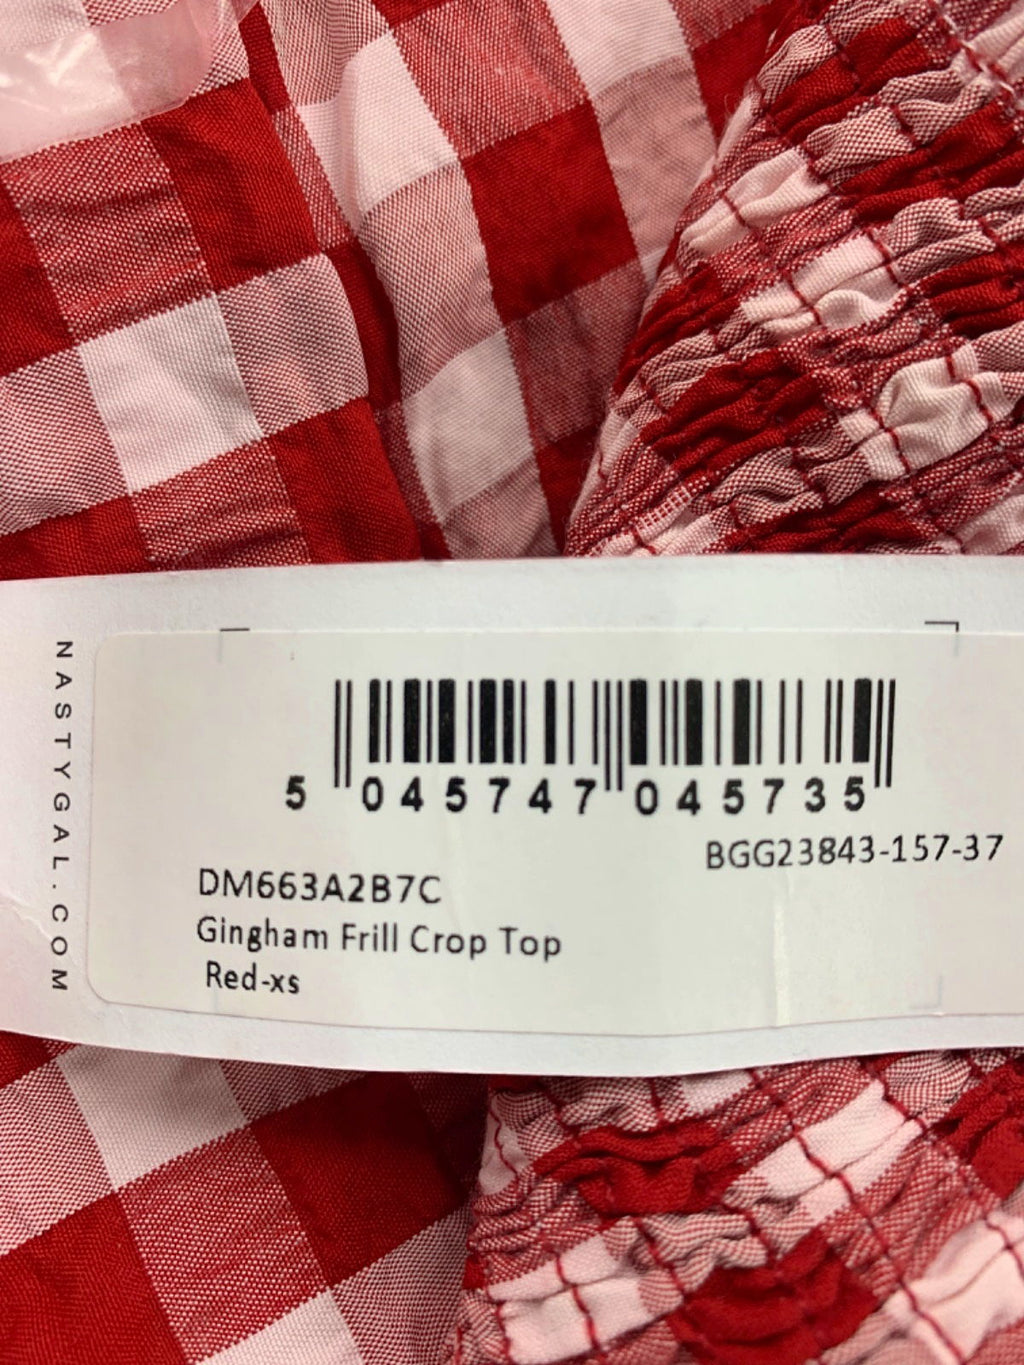 NASTYGAL.COM
5 045747 045735
BGG23843-157-37
DM663A2B7C
Gingham Frill Crop Top
Red-xs